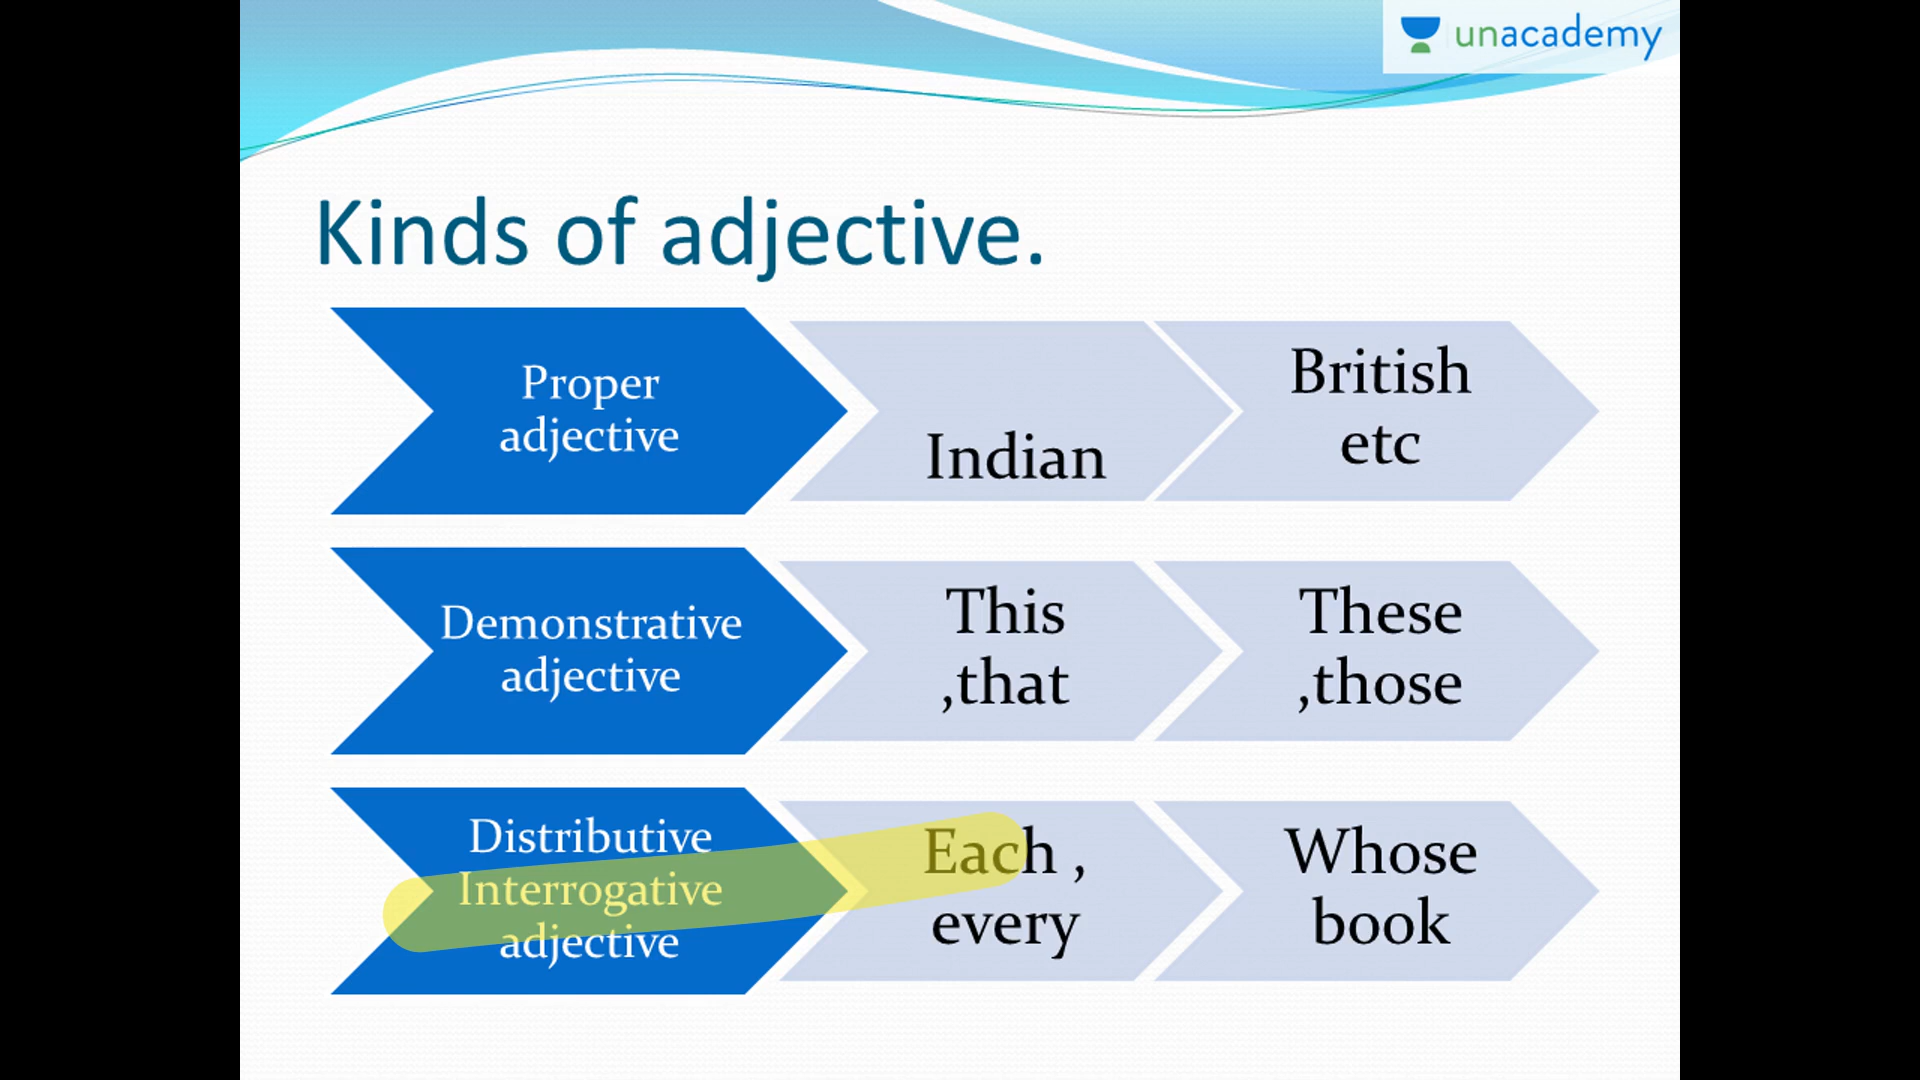 unacademy
Kinds of adjective.
Proper
adjective
Indian
British
etc
Demonstrative
adjective
This
,that
These
,those
Distributive
Interrogative
adjective
Each ,
every
Whose
book